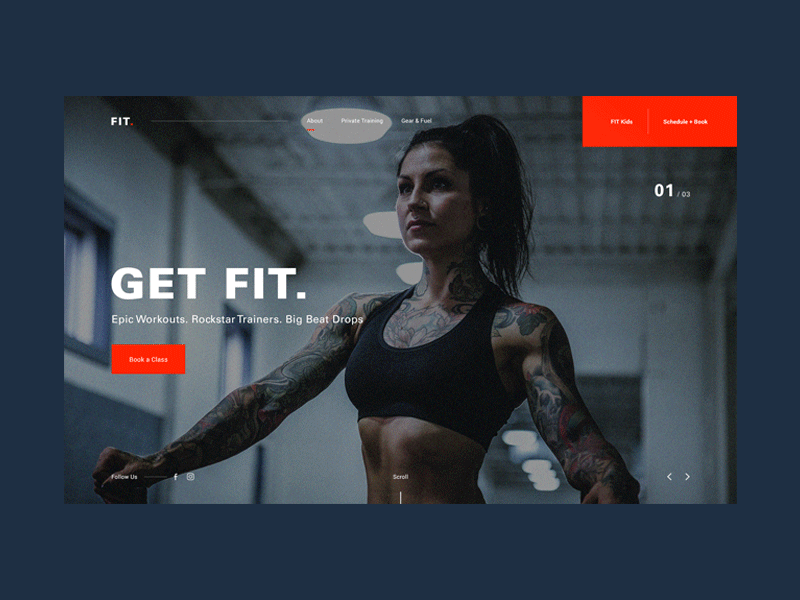 FIT.
About Private Training Gear & Fuel
FIT Kids Schedule + Book
01 / 03
GET FIT.
Epic Workouts. Rockstar Trainers. Big Beat Drops
Book a Class
Follow Us
Scroll